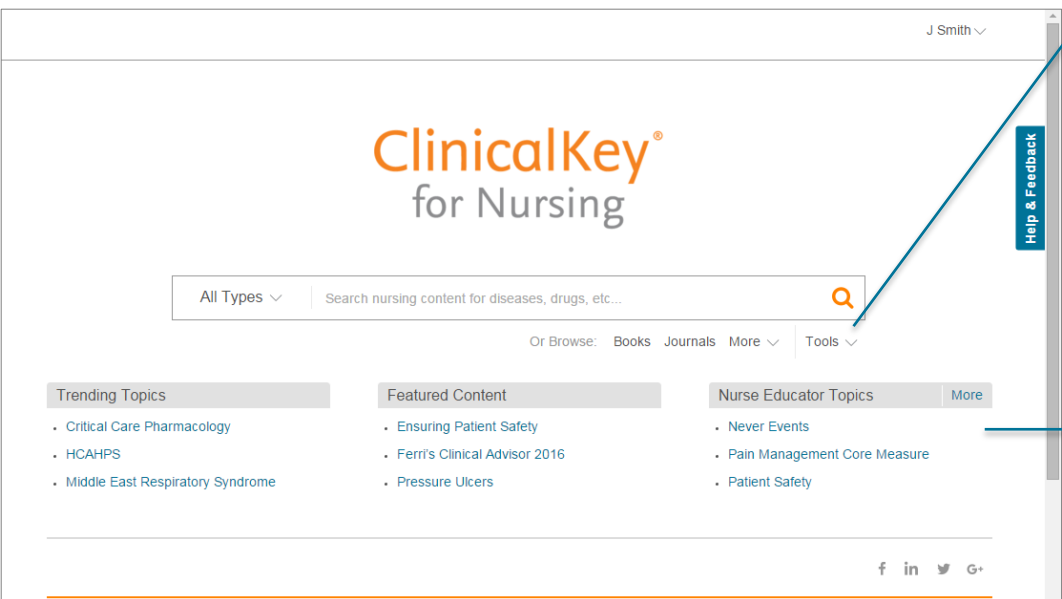 J Smith
ClinicalKey®
for Nursing
Help & Feedback
All Types Search nursing content for diseases, drugs, etc...
Or Browse: Books Journals More Tools
Trending Topics
Critical Care Pharmacology
HCAHPS
Middle East Respiratory Syndrome
Featured Content
Ensuring Patient Safety
Ferri's Clinical Advisor 2016
Pressure Ulcers
Nurse Educator Topics More
Never Events
Pain Management Core Measure
Patient Safety
f in G+